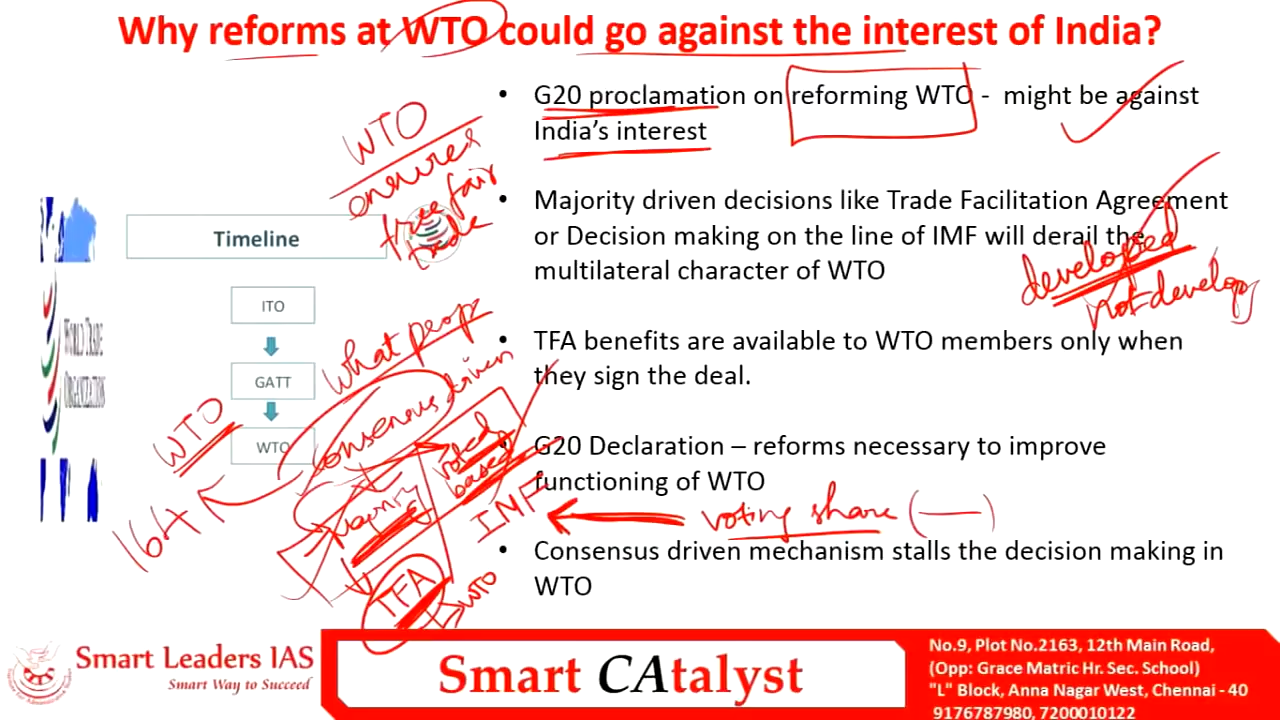 Why reforms at WTO could go against the interest of India?
• G20 proclamation on reforming WTO - might be against
India's interest
• Majority driven decisions like Trade Facilitation Agreement
or Decision making on the line of IMF will derail the
multilateral character of WTO
• TFA benefits are available to WTO members only when
they sign the deal.
• G20 Declaration – reforms necessary to improve
functioning of WTO
• Consensus driven mechanism stalls the decision making in
WTO
WORLD TRADE
ORGANIZATION
Timeline
ITO
GATT
WTO
WTO
ensures
free fair
trade
developed
not develop
what
consensus driven
WTO
164
voted
based
IMF
voting share (—)
TFA
WTO
Smart Leaders IAS
Smart Way to Succeed
Smart CAtalyst
No.9, Plot No.2163, 12th Main Road,
(Opp: Grace Matric Hr. Sec. School)
"L" Block, Anna Nagar West, Chennai - 40
9176787980, 7200010122